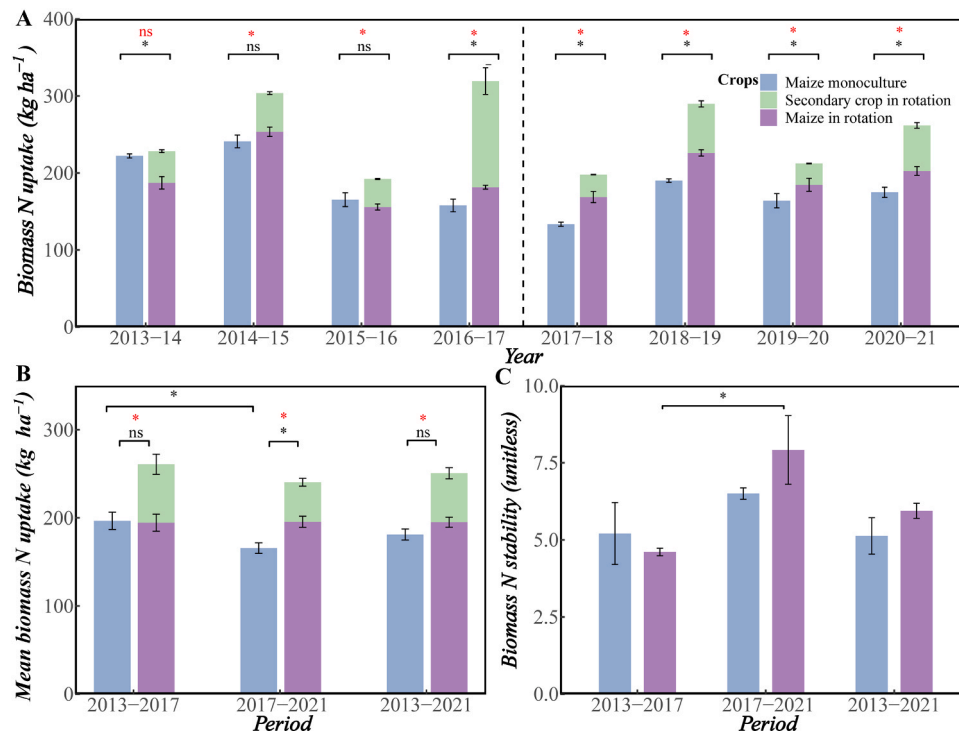 A
Biomass N uptake (kg ha⁻¹)
400
300
200
100
0
ns * * * * * * *
* ns ns * * * * *
Crops
Maize monoculture
Secondary crop in rotation
Maize in rotation
2013−14 2014−15 2015−16 2016−17 2017−18 2018−19 2019−20 2020−21
Year
B
Mean biomass N uptake (kg ha⁻¹)
300
200
100
0
*
* * *
ns * ns
2013−2017 2017−2021 2013−2021
Period
C
Biomass N stability (unitless)
10.0
7.5
5.0
2.5
0.0
*
2013−2017 2017−2021 2013−2021
Period